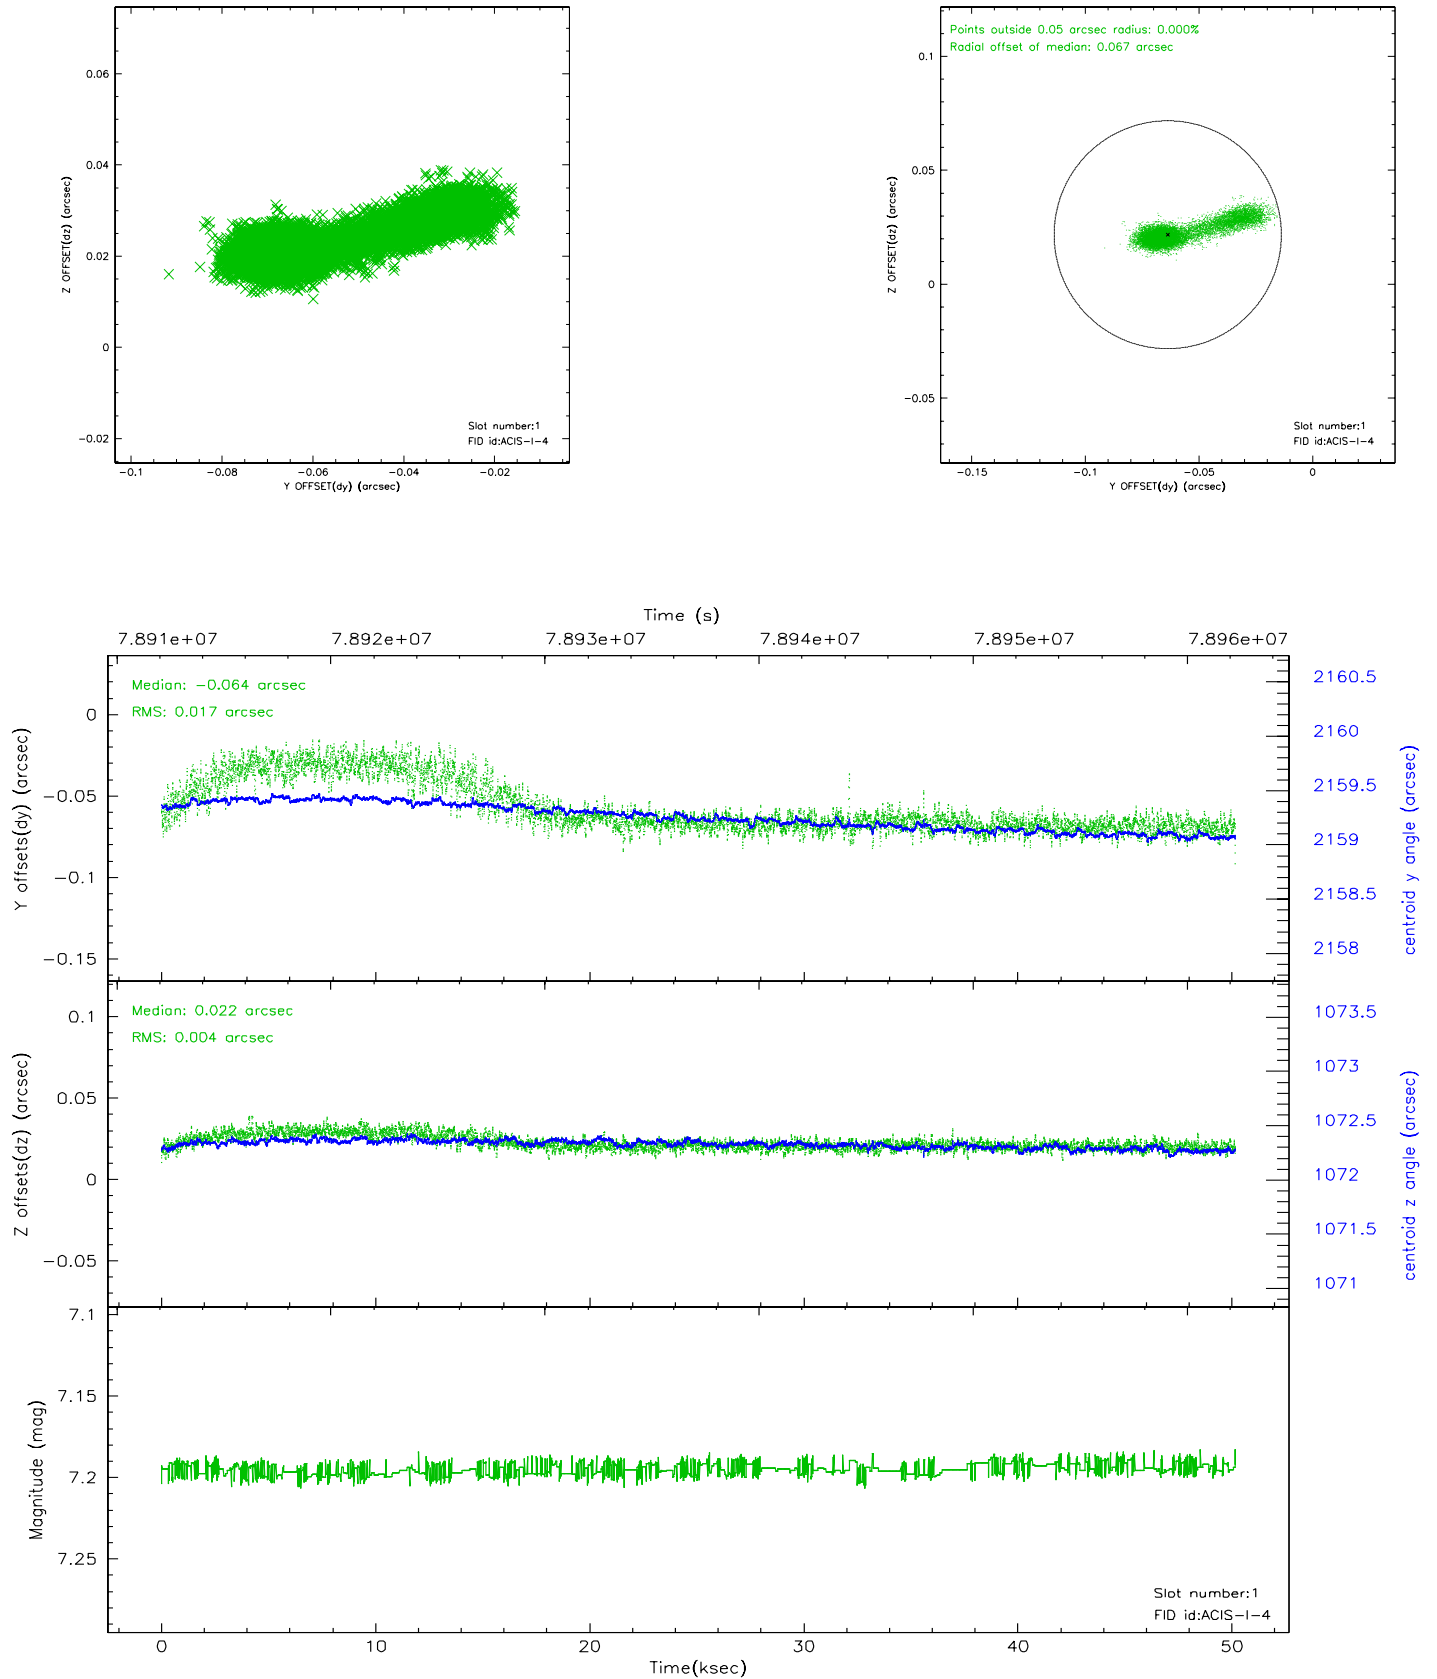 0.06
0.04
0.02
0
−0.02
Z OFFSET(dz) (arcsec)
−0.1 −0.08 −0.06 −0.04 −0.02
Y OFFSET(dy) (arcsec)
Slot number:1
FID id:ACIS−I−4
Points outside 0.05 arcsec radius: 0.000%
Radial offset of median: 0.067 arcsec
0.1
0.05
0
−0.05
Z OFFSET(dz) (arcsec)
−0.15 −0.1 −0.05 0
Y OFFSET(dy) (arcsec)
Slot number:1
FID id:ACIS−I−4
Time (s)
7.891e+07 7.892e+07 7.893e+07 7.894e+07 7.895e+07 7.896e+07
Median: −0.064 arcsec
RMS: 0.017 arcsec
0
−0.05
−0.1
−0.15
Y offsets(dy) (arcsec)
2160.5
2160
2159.5
2159
2158.5
2158
centroid y angle (arcsec)
Median: 0.022 arcsec
RMS: 0.004 arcsec
0.1
0.05
0
−0.05
Z offsets(dz) (arcsec)
1073.5
1073
1072.5
1072
1071.5
1071
centroid z angle (arcsec)
7.1
7.15
7.2
7.25
Magnitude (mag)
Slot number:1
FID id:ACIS−I−4
0 10 20 30 40 50
Time(ksec)